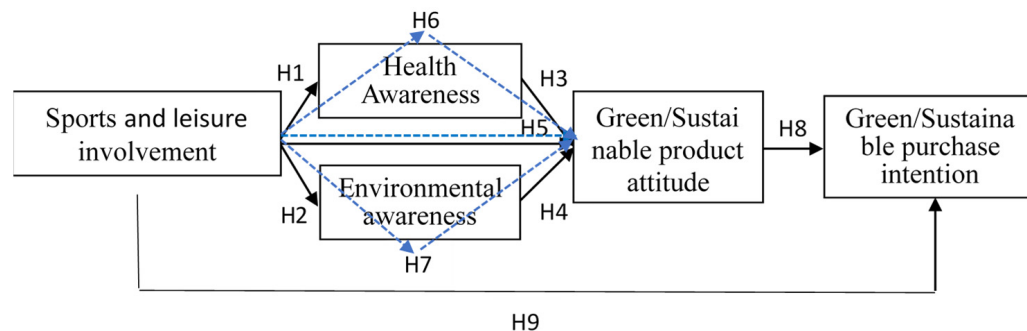 H6
H1
Health
Awareness
H3
Sports and leisure
involvement
H5
Green/Sustai
nable product
attitude
H8
Green/Sustaina
ble purchase
intention
H2
Environmental
awareness
H4
H7
H9